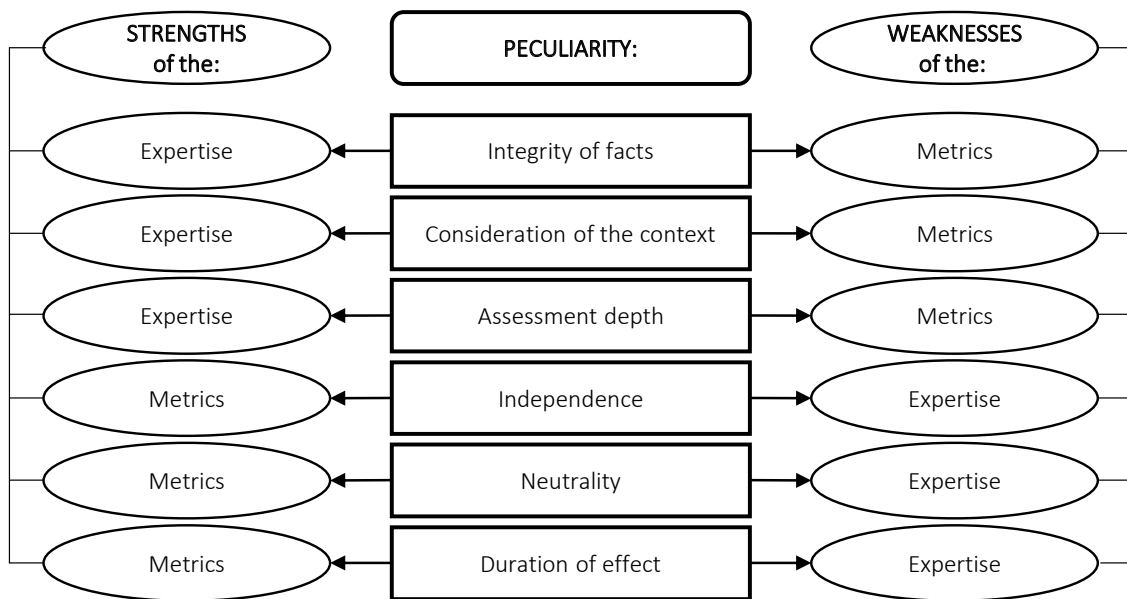 STRENGTHS
of the:
PECULIARITY:
WEAKNESSES
of the:
Expertise
Integrity of facts
Metrics
Expertise
Consideration of the context
Metrics
Expertise
Assessment depth
Metrics
Metrics
Independence
Expertise
Metrics
Neutrality
Expertise
Metrics
Duration of effect
Expertise